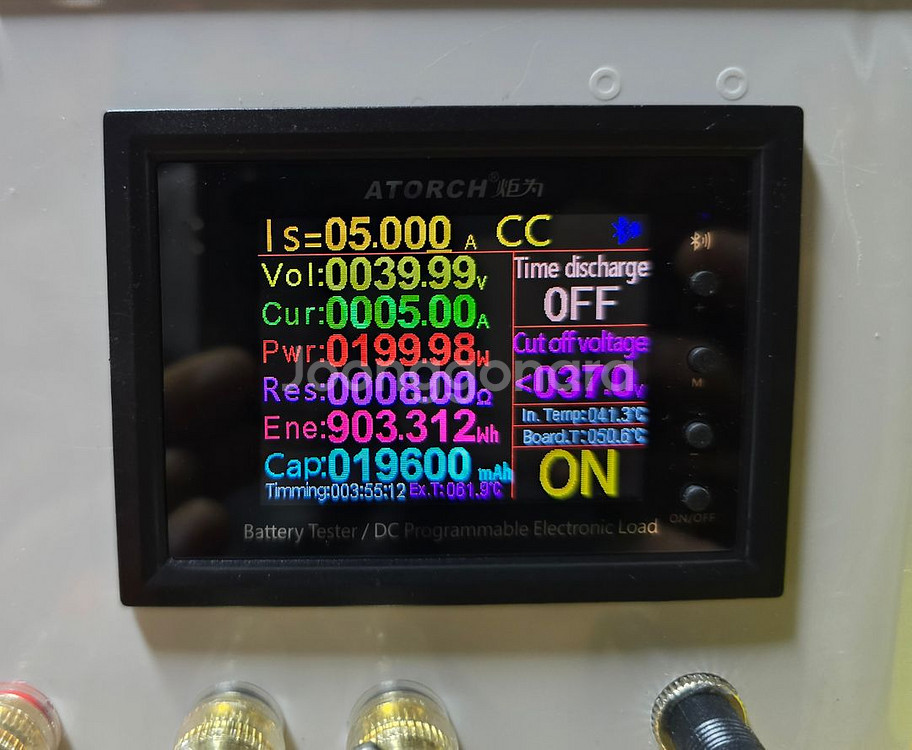 ATORCH®炬为
Is=05.000 A CC
Vol:0039.99v
Time discharge
OFF
Cur:0005.00A
Pwr:0199.98W
Cut off voltage
<037.0v
Res:0008.00Ω
In. Temp:041.3℃
Ene:903.312Wh
Board.T:050.6℃
Cap:019600 mAh
ON
Timming:003:55:12 Ex.T:061.9℃
+
M
-
ON/OFF
Battery Tester / DC Programmable Electronic Load
Joonggonara